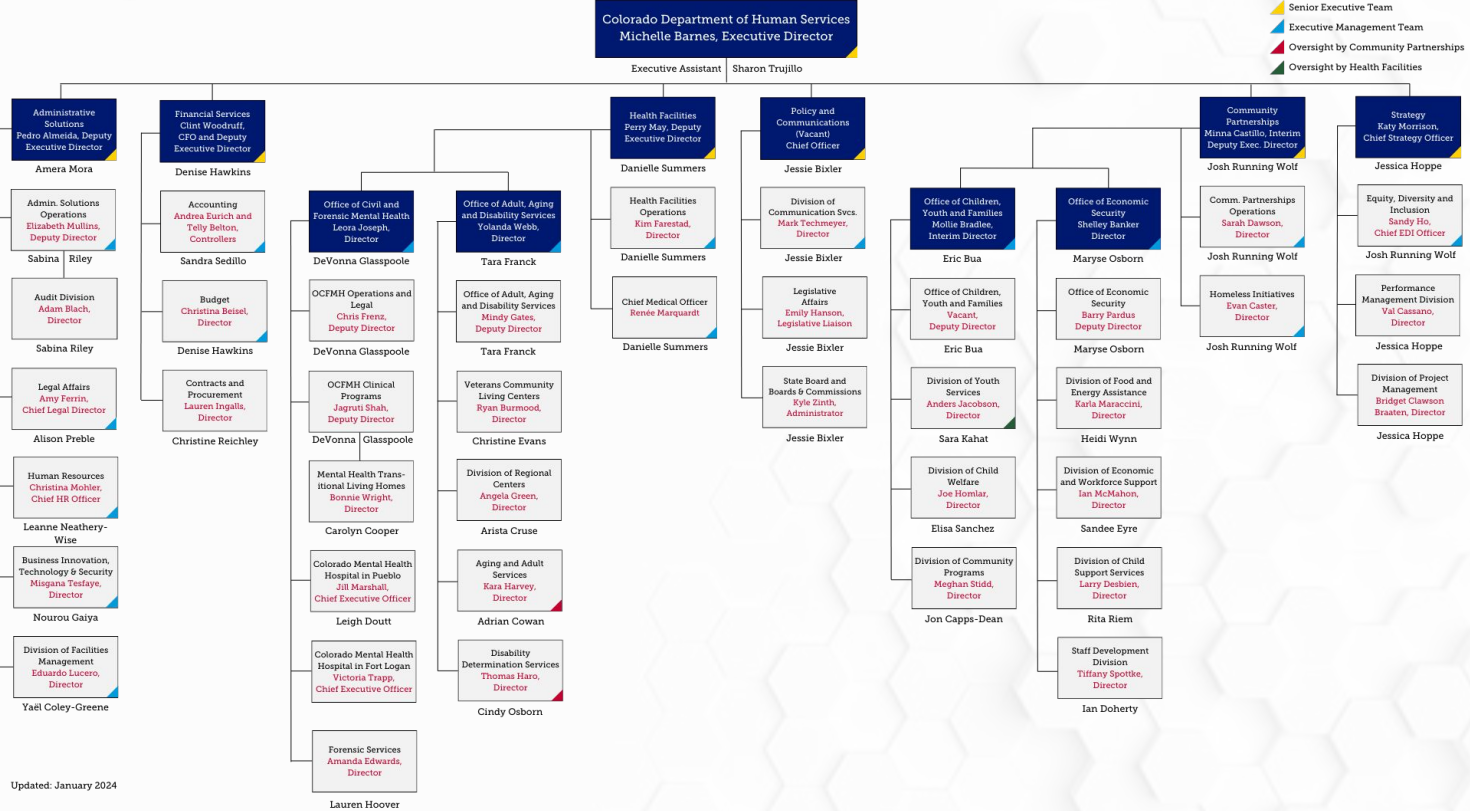 Colorado Department of Human Services
Michelle Barnes, Executive Director
Executive Assistant
Sharon Trujillo
Senior Executive Team
Executive Management Team
Oversight by Community Partnerships
Oversight by Health Facilities
Administrative
Solutions
Pedro Almeida, Deputy
Executive Director
Amera Mora
Admin. Solutions
Operations
Elizabeth Mullins,
Deputy Director
Sabina Riley
Audit Division
Adam Blach,
Director
Sabina Riley
Legal Affairs
Amy Ferrin,
Chief Legal Director
Alison Preble
Human Resources
Christina Mohler,
Chief HR Officer
Leanne Neathery-
Wise
Business Innovation,
Technology & Security
Misgana Tesfaye,
Director
Nourou Gaiya
Division of Facilities
Management
Eduardo Lucero,
Director
Yaël Coley-Greene
Financial Services
Clint Woodruff,
CFO and Deputy
Executive Director
Denise Hawkins
Accounting
Andrea Eurich and
Telly Belton,
Controllers
Sandra Sedillo
Budget
Christina Beisel,
Director
Denise Hawkins
Contracts and
Procurement
Lauren Ingalls,
Director
Christine Reichley
Office of Civil and
Forensic Mental Health
Leora Joseph,
Director
DeVonna Glasspoole
OCFMH Operations and
Legal
Chris Frenz,
Deputy Director
DeVonna Glasspoole
OCFMH Clinical
Programs
Jagruti Shah,
Deputy Director
DeVonna Glasspoole
Mental Health Trans-
itional Living Homes
Bonnie Wright,
Director
Carolyn Cooper
Colorado Mental Health
Hospital in Pueblo
Jill Marshall,
Chief Executive Officer
Leigh Doutt
Colorado Mental Health
Hospital in Fort Logan
Victoria Trapp,
Chief Executive Officer
Forensic Services
Amanda Edwards,
Director
Lauren Hoover
Office of Adult, Aging
and Disability Services
Yolanda Webb,
Director
Tara Franck
Office of Adult, Aging
and Disability Services
Mindy Gates,
Deputy Director
Tara Franck
Veterans Community
Living Centers
Ryan Burmood,
Director
Christine Evans
Division of Regional
Centers
Angela Green,
Director
Arista Cruse
Aging and Adult
Services
Kara Harvey,
Director
Adrian Cowan
Disability
Determination Services
Thomas Haro,
Director
Cindy Osborn
Health Facilities
Perry May, Deputy
Executive Director
Danielle Summers
Health Facilities
Operations
Kim Farestad,
Director
Danielle Summers
Chief Medical Officer
Renée Marquardt
Danielle Summers
Policy and
Communications
(Vacant)
Chief Officer
Jessie Bixler
Division of
Communication Svcs.
Mark Techmeyer,
Director
Jessie Bixler
Legislative
Affairs
Emily Hanson,
Legislative Liaison
Jessie Bixler
State Board and
Boards & Commissions
Kyle Zinth,
Administrator
Jessie Bixler
Office of Children,
Youth and Families
Mollie Bradlee,
Interim Director
Eric Bua
Office of Children,
Youth and Families
Vacant,
Deputy Director
Eric Bua
Division of Youth
Services
Anders Jacobson,
Director
Sara Kahat
Division of Child
Welfare
Joe Homlar,
Director
Elisa Sanchez
Division of Community
Programs
Meghan Stidd,
Director
Jon Capps-Dean
Office of Economic
Security
Shelley Banker
Director
Maryse Osborn
Office of Economic
Security
Barry Pardus
Deputy Director
Maryse Osborn
Division of Food and
Energy Assistance
Karla Maraccini,
Director
Heidi Wynn
Division of Economic
and Workforce Support
Ian McMahon,
Director
Sandee Eyre
Division of Child
Support Services
Larry Desbien,
Director
Rita Riem
Staff Development
Division
Tiffany Spottke,
Director
Ian Doherty
Community
Partnerships
Minna Castillo, Interim
Deputy Exec. Director
Josh Running Wolf
Comm. Partnerships
Operations
Sarah Dawson,
Director
Josh Running Wolf
Homeless Initiatives
Evan Caster,
Director
Josh Running Wolf
Strategy
Katy Morrison,
Chief Strategy Officer
Jessica Hoppe
Equity, Diversity and
Inclusion
Sandy Ho,
Chief EDI Officer
Josh Running Wolf
Performance
Management Division
Val Cassano,
Director
Jessica Hoppe
Division of Project
Management
Bridget Clawson
Braaten, Director
Jessica Hoppe
Updated: January 2024